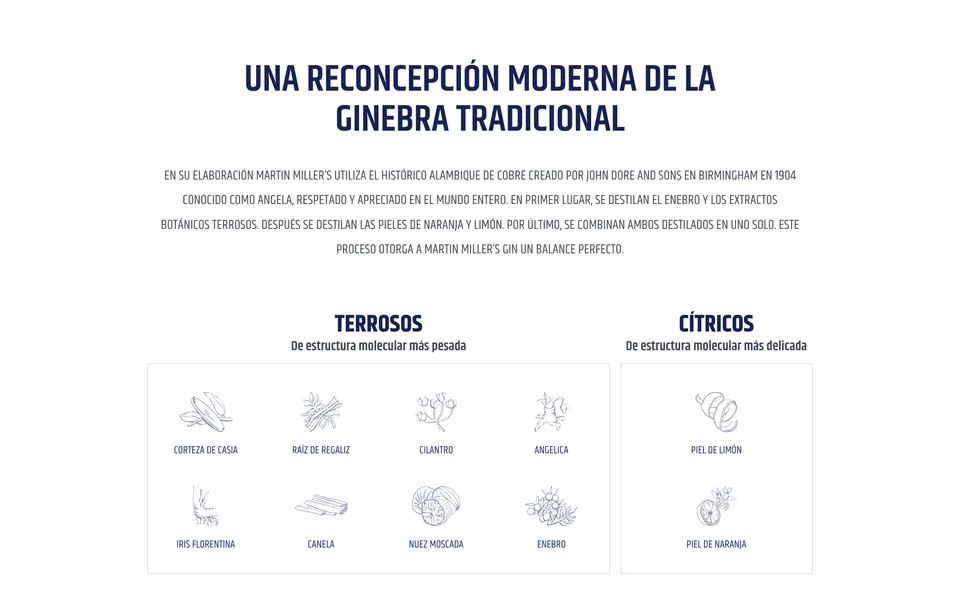 UNA RECONCEPCIÓN MODERNA DE LA
GINEBRA TRADICIONAL
EN SU ELABORACIÓN MARTIN MILLER'S UTILIZA EL HISTÓRICO ALAMBIQUE DE COBRE CREADO POR JOHN DORE AND SONS EN BIRMINGHAM EN 1904
CONOCIDO COMO ANGELA, RESPETADO Y APRECIADO EN EL MUNDO ENTERO. EN PRIMER LUGAR, SE DESTILAN EL ENEBRO Y LOS EXTRACTOS
BOTÁNICOS TERROSOS. DESPUÉS SE DESTILAN LAS PIELES DE NARANJA Y LIMÓN. POR ÚLTIMO, SE COMBINAN AMBOS DESTILADOS EN UNO SOLO. ESTE
PROCESO OTORGA A MARTIN MILLER'S GIN UN BALANCE PERFECTO.
TERROSOS
De estructura molecular más pesada
CORTEZA DE CASIA
RAÍZ DE REGALIZ
CILANTRO
ANGELICA
IRIS FLORENTINA
CANELA
NUEZ MOSCADA
ENEBRO
CÍTRICOS
De estructura molecular más delicada
PIEL DE LIMÓN
PIEL DE NARANJA